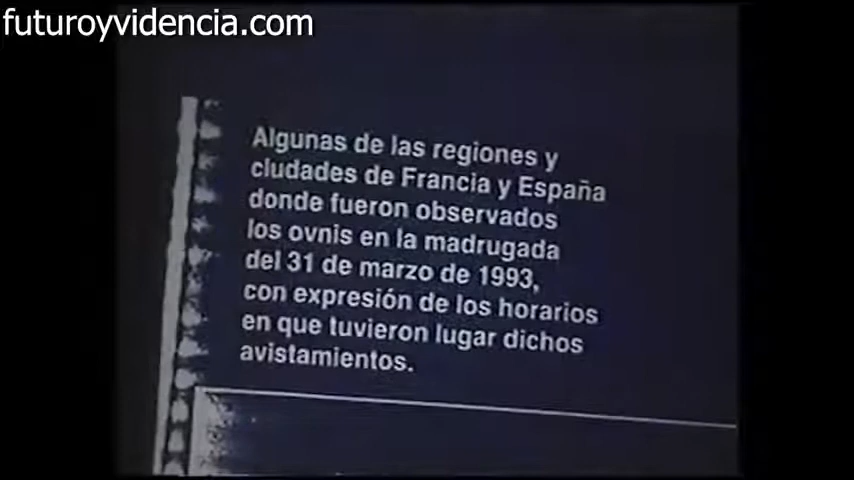 futuroyvidencia.com
Algunas de las regiones y
ciudades de Francia y España
donde fueron observados
los ovnis en la madrugada
del 31 de marzo de 1993,
con expresión de los horarios
en que tuvieron lugar dichos
avistamientos.